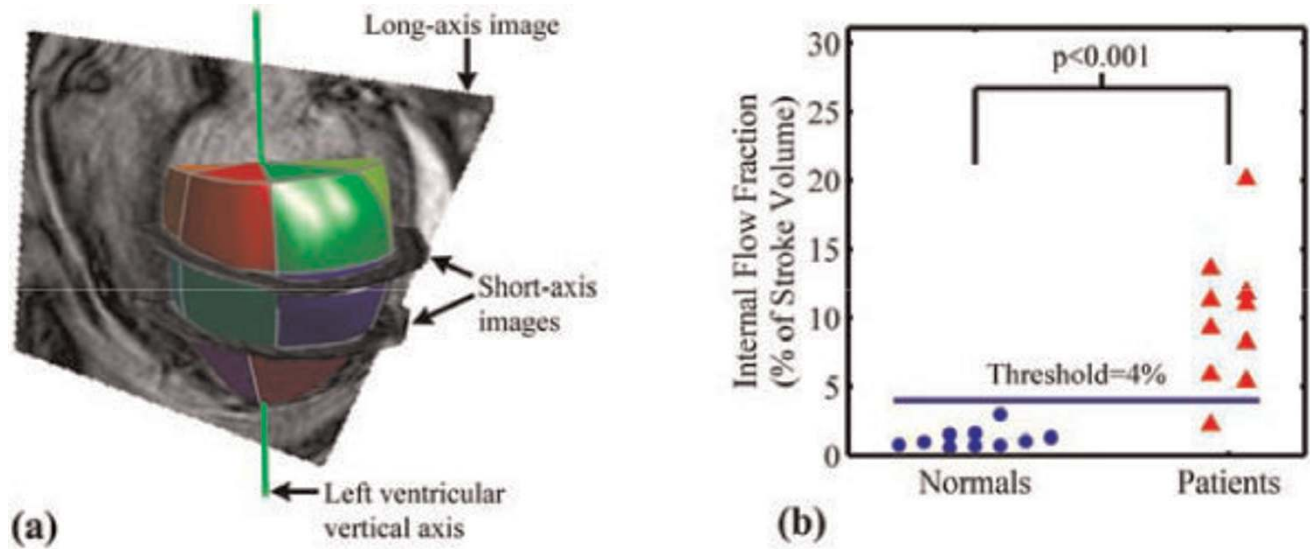 Long-axis image
Short-axis
images
Left ventricular
vertical axis
(a)
Internal Flow Fraction
(% of Stroke Volume)
30
25
20
15
10
5
0
p<0.001
Threshold=4%
Normals
Patients
(b)